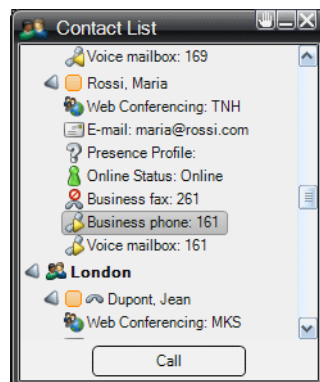 Contact List
Voice mailbox: 169
Rossi, Maria
Web Conferencing: TNH
E-mail: maria@rossi.com
Presence Profile:
Online Status: Online
Business fax: 261
Business phone: 161
Voice mailbox: 161
London
Dupont, Jean
Web Conferencing: MKS
Call